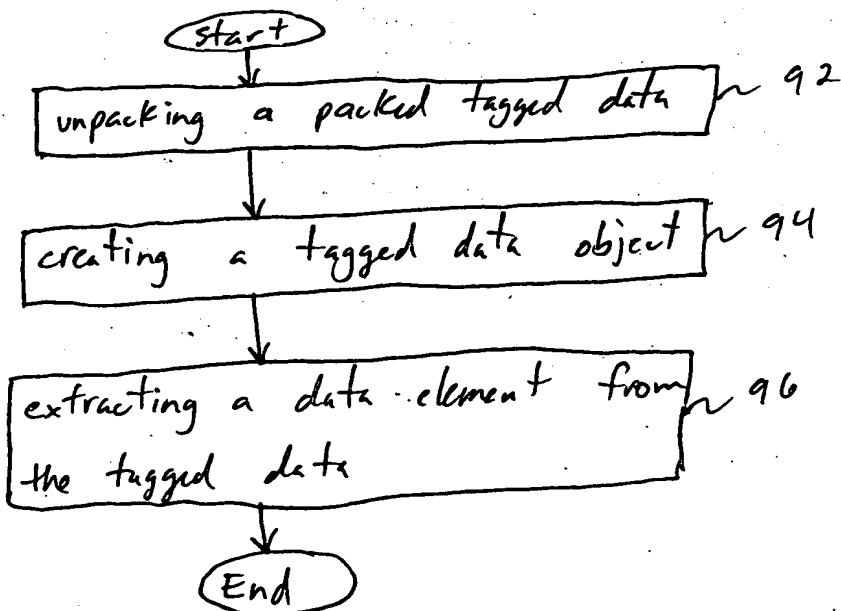 start
unpacking a packed tagged data 92
creating a tagged data object 94
extracting a data element from 96
the tagged data
End